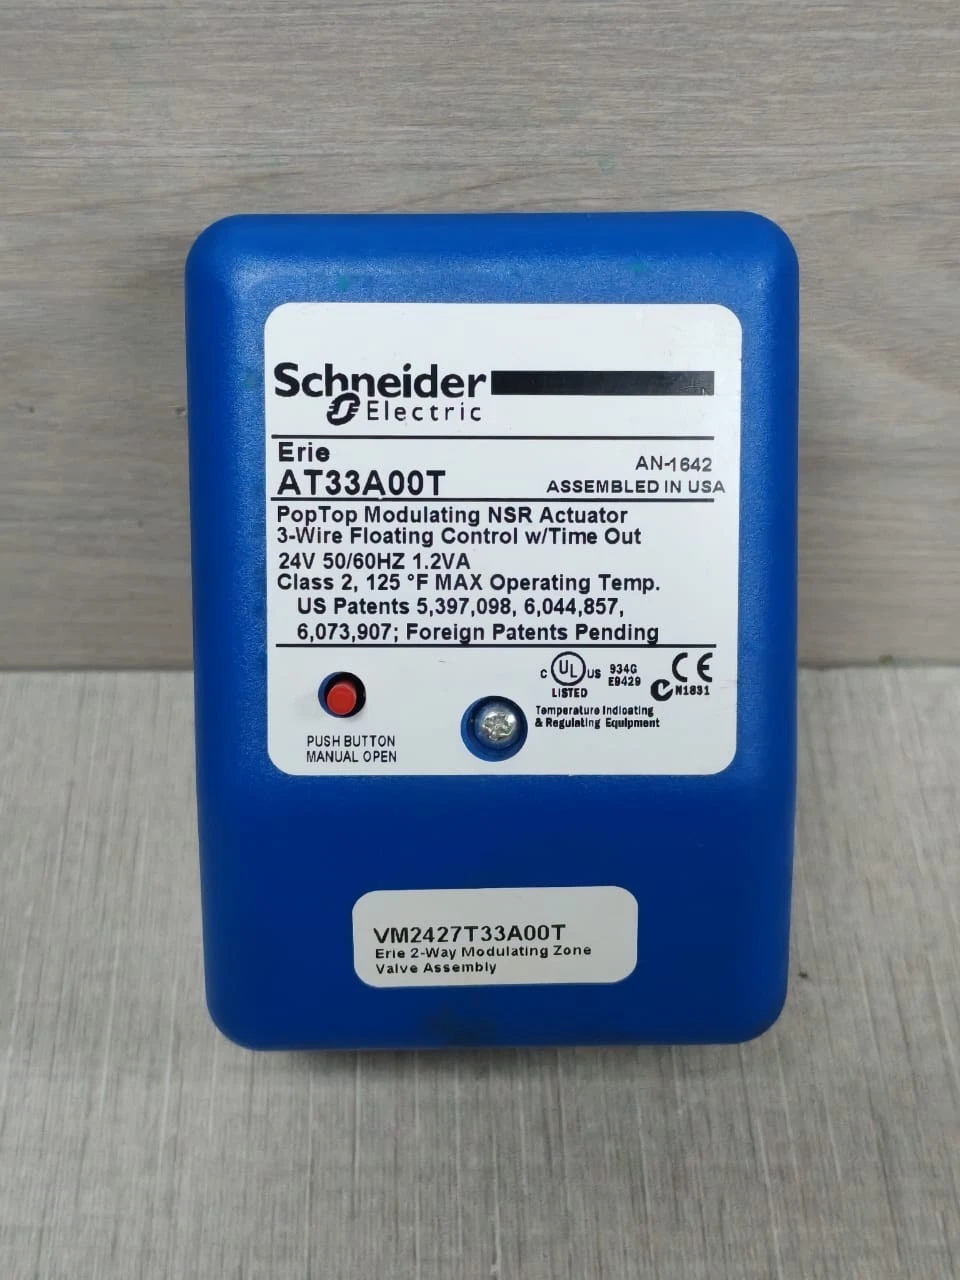 Schneider
Electric
Erie
AN-1642
AT33A00T
ASSEMBLED IN USA
PopTop Modulating NSR Actuator
3-Wire Floating Control w/Time Out
24V 50/60HZ 1.2VA
Class 2, 125 °F MAX Operating Temp.
US Patents 5,397,098, 6,044,857,
6,073,907; Foreign Patents Pending
C UL US
LISTED
934G
E9429
CE
N1831
Temperature Indicating
& Regulating Equipment
PUSH BUTTON
MANUAL OPEN
VM2427T33A00T
Erie 2-Way Modulating Zone
Valve Assembly